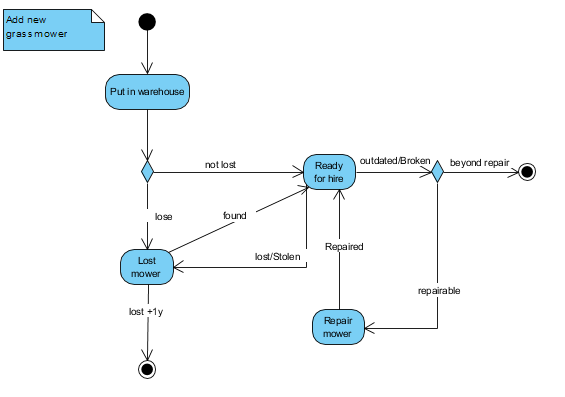 Add new
grass mower
Put in warehouse
not lost
Ready
for hire
outdated/Broken
beyond repair
lose
found
lost/Stolen
Repaired
Lost
mower
repairable
lost +1y
Repair
mower